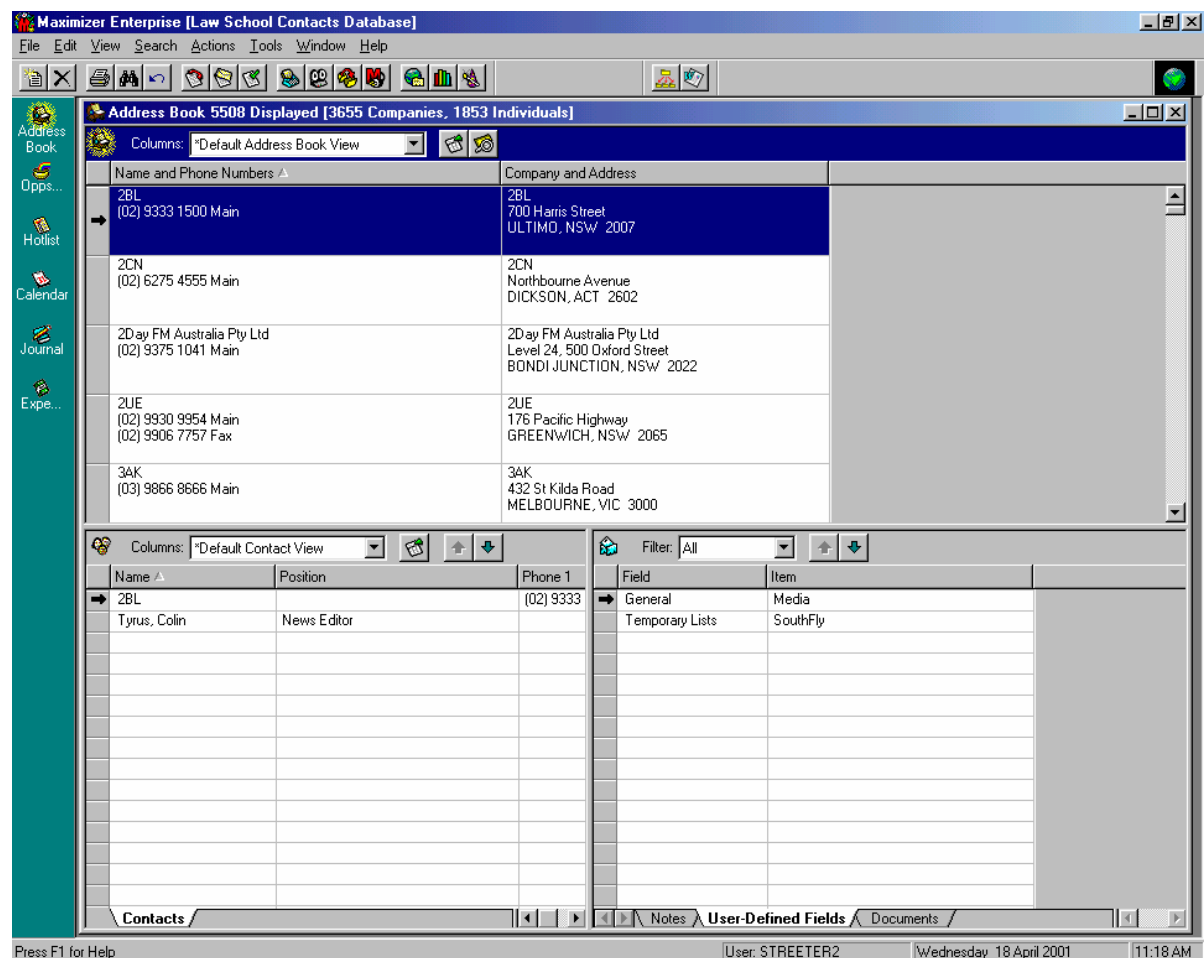 Maximizer Enterprise [Law School Contacts Database]
File Edit View Search Actions Tools Window Help
Address Book
Opps...
Hotlist
Calendar
Journal
Expe...
Address Book 5508 Displayed [3655 Companies, 1853 Individuals]
Columns: *Default Address Book View
Name and Phone Numbers Company and Address
2BL
(02) 9333 1500 Main
2BL
700 Harris Street
ULTIMO, NSW 2007
2CN
(02) 6275 4555 Main
2CN
Northbourne Avenue
DICKSON, ACT 2602
2Day FM Australia Pty Ltd
(02) 9375 1041 Main
2Day FM Australia Pty Ltd
Level 24, 500 Oxford Street
BONDI JUNCTION, NSW 2022
2UE
(02) 9930 9954 Main
(02) 9906 7757 Fax
2UE
176 Pacific Highway
GREENWICH, NSW 2065
3AK
(03) 9866 8666 Main
3AK
432 St Kilda Road
MELBOURNE, VIC 3000
Columns: *Default Contact View
Name Position Phone 1
2BL (02) 9333
Tyrus, Colin News Editor
Contacts
Filter: All
Field Item
General Media
Temporary Lists SouthFly
Notes User-Defined Fields Documents
Press F1 for Help User: STREETER2 Wednesday 18 April 2001 11:18 AM